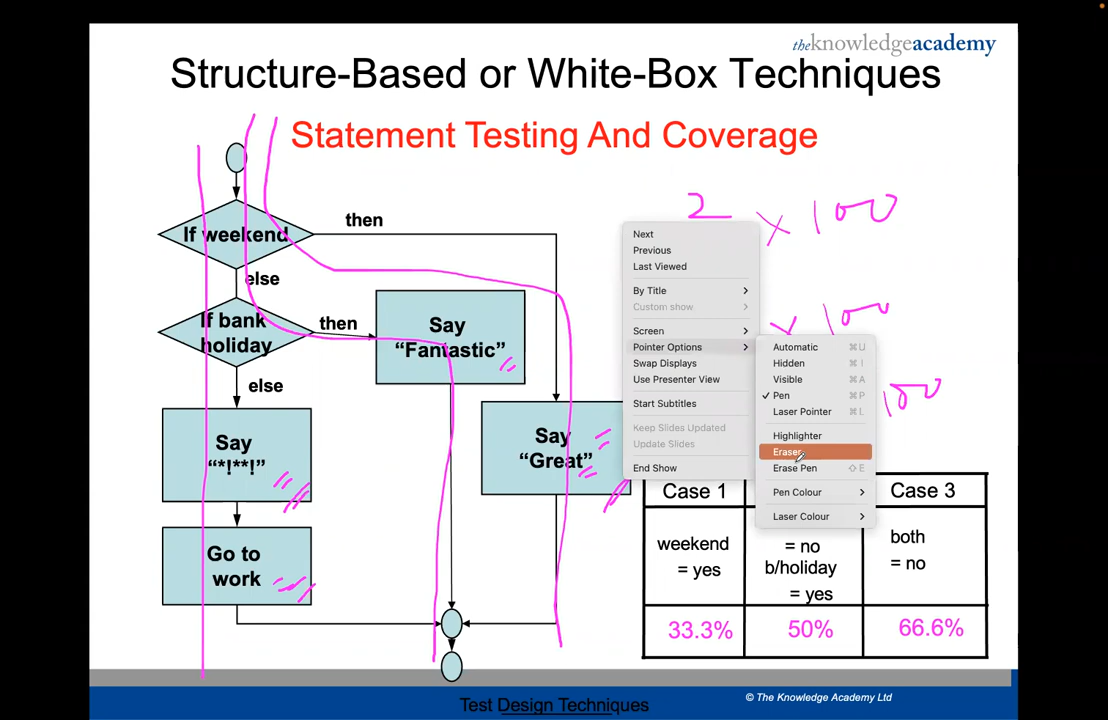 theknowledgeacademy
Structure-Based or White-Box Techniques
Statement Testing And Coverage
If weekend
then
else
If bank
holiday
then
else
Say
“Fantastic”
Say
“*!**!”
Say
“Great”
Go to
work
2
× 100
× 100
100
Next
Previous
Last Viewed
By Title
Custom show
Screen
Pointer Options
Swap Displays
Use Presenter View
Start Subtitles
Keep Slides Updated
Update Slides
End Show
Automatic ⌘U
Hidden ⌘I
Visible ⌘A
✓ Pen ⌘P
Laser Pointer ⌘L
Highlighter
Eraser
Erase Pen ⇧E
Pen Colour
Laser Colour
Case 1
Case 3
weekend
= yes
= no
b/holiday
= yes
both
= no
33.3%
50%
66.6%
Test Design Techniques
© The Knowledge Academy Ltd